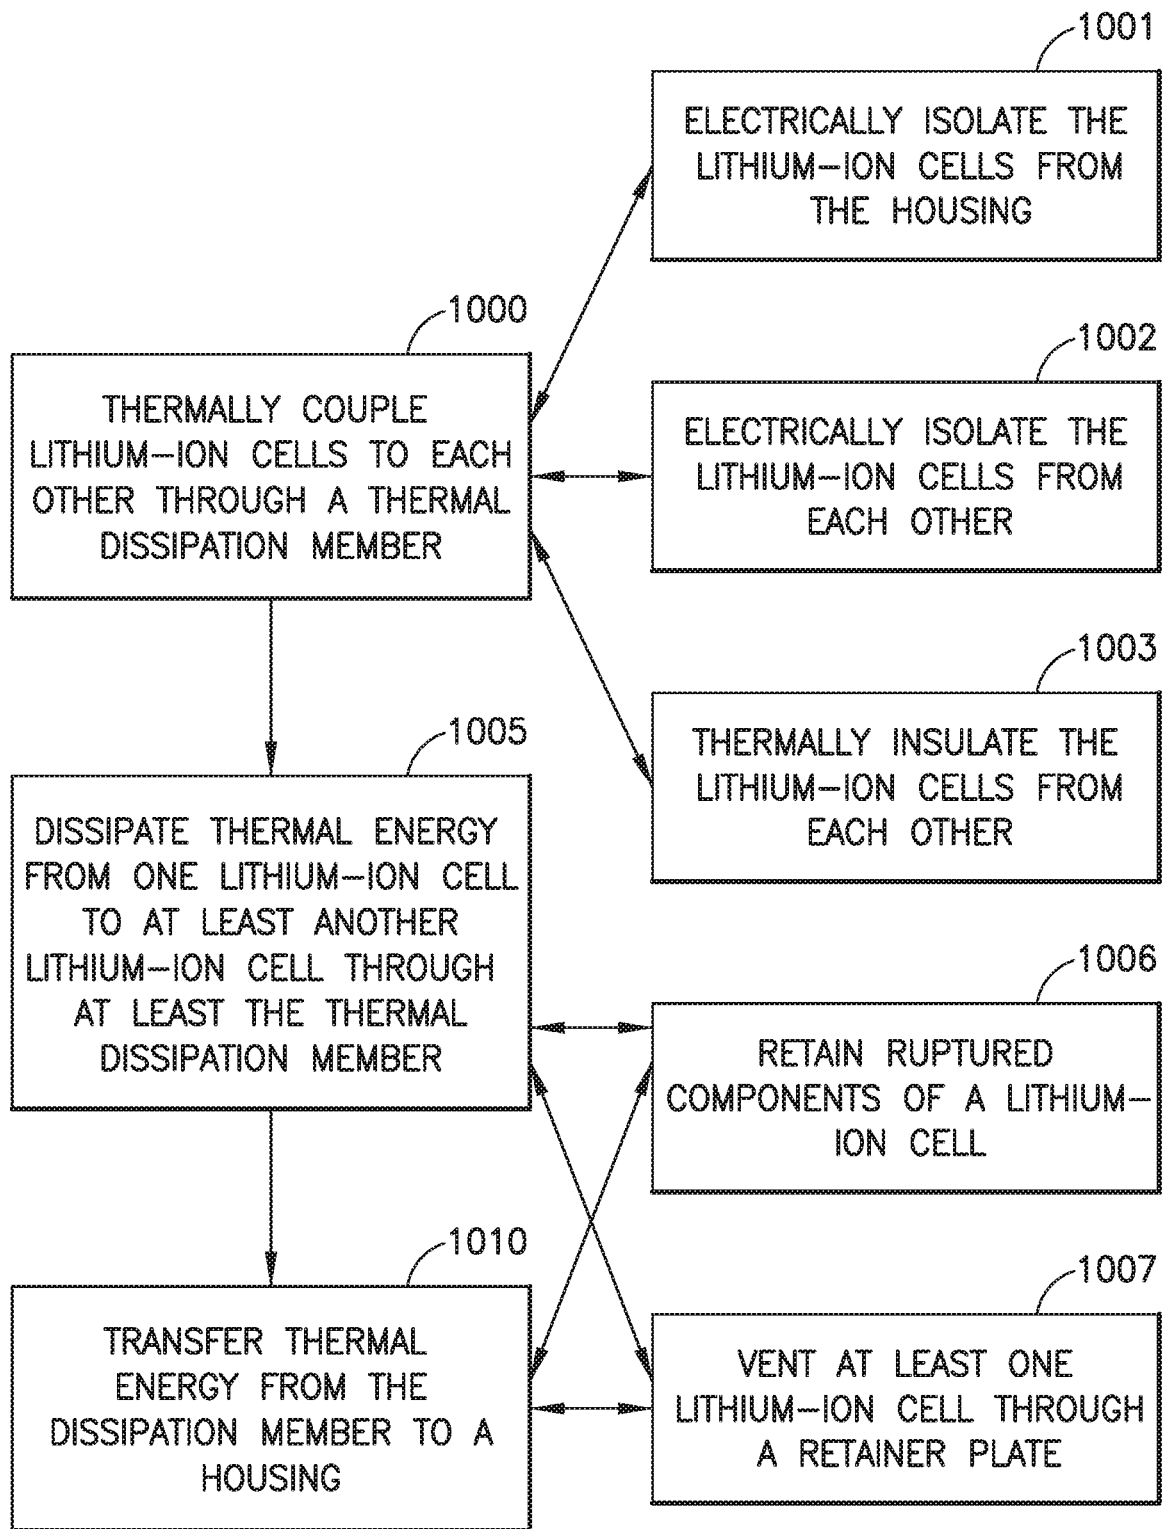 1001
ELECTRICALLY ISOLATE THE
LITHIUM-ION CELLS FROM
THE HOUSING
1000
THERMALLY COUPLE
LITHIUM-ION CELLS TO EACH
OTHER THROUGH A THERMAL
DISSIPATION MEMBER
1002
ELECTRICALLY ISOLATE THE
LITHIUM-ION CELLS FROM
EACH OTHER
1003
THERMALLY INSULATE THE
LITHIUM-ION CELLS FROM
EACH OTHER
1005
DISSIPATE THERMAL ENERGY
FROM ONE LITHIUM-ION CELL
TO AT LEAST ANOTHER
LITHIUM-ION CELL THROUGH
AT LEAST THE THERMAL
DISSIPATION MEMBER
1006
RETAIN RUPTURED
COMPONENTS OF A LITHIUM-
ION CELL
1010
TRANSFER THERMAL
ENERGY FROM THE
DISSIPATION MEMBER TO A
HOUSING
1007
VENT AT LEAST ONE
LITHIUM-ION CELL THROUGH
A RETAINER PLATE